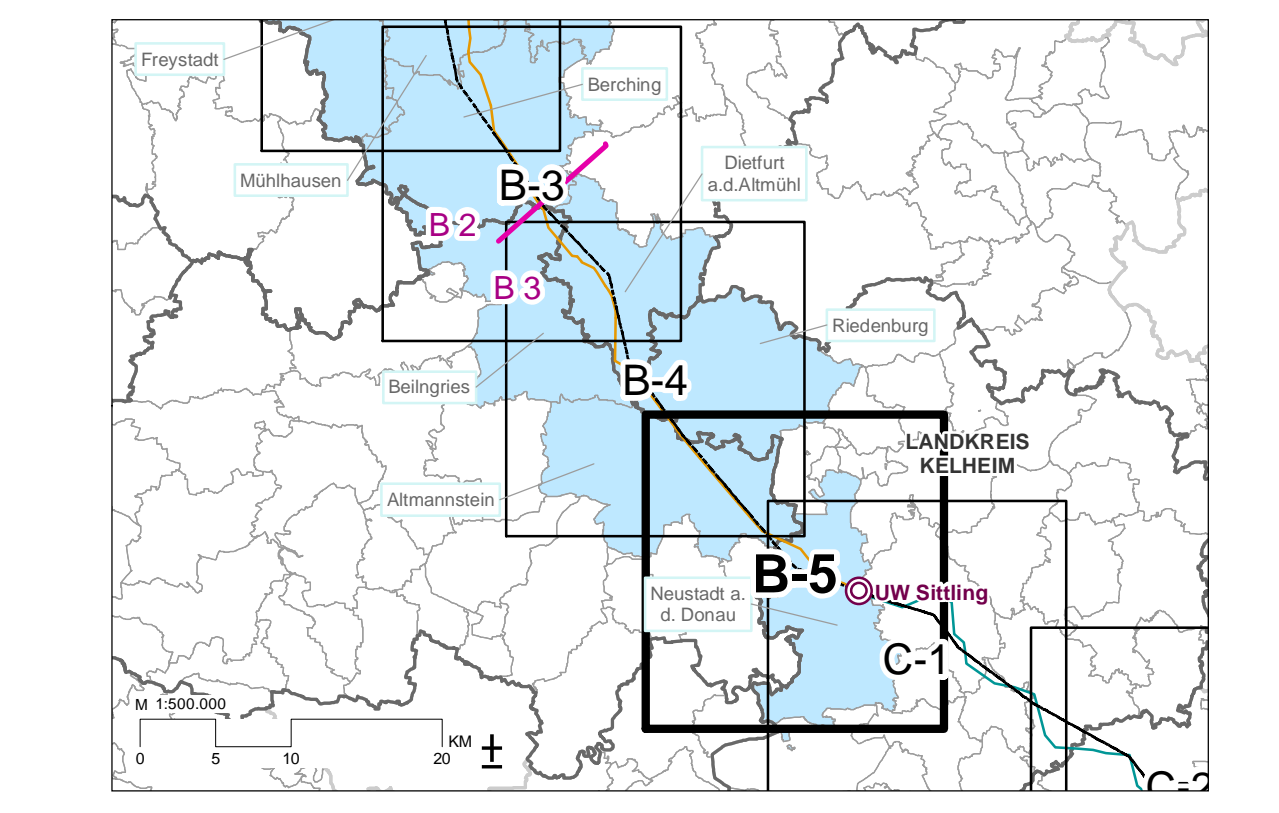 Freystadt
Berching
Mühlhausen
Dietfurt
a.d.Altmühl
B-3
B 2
B 3
Riedenburg
Beilngries
B-4
LANDKREIS
KELHEIM
Altmannstein
B-5
UW Sittling
Neustadt a.
d. Donau
C-1
M 1:500.000
KM
0 5 10 20
C-2